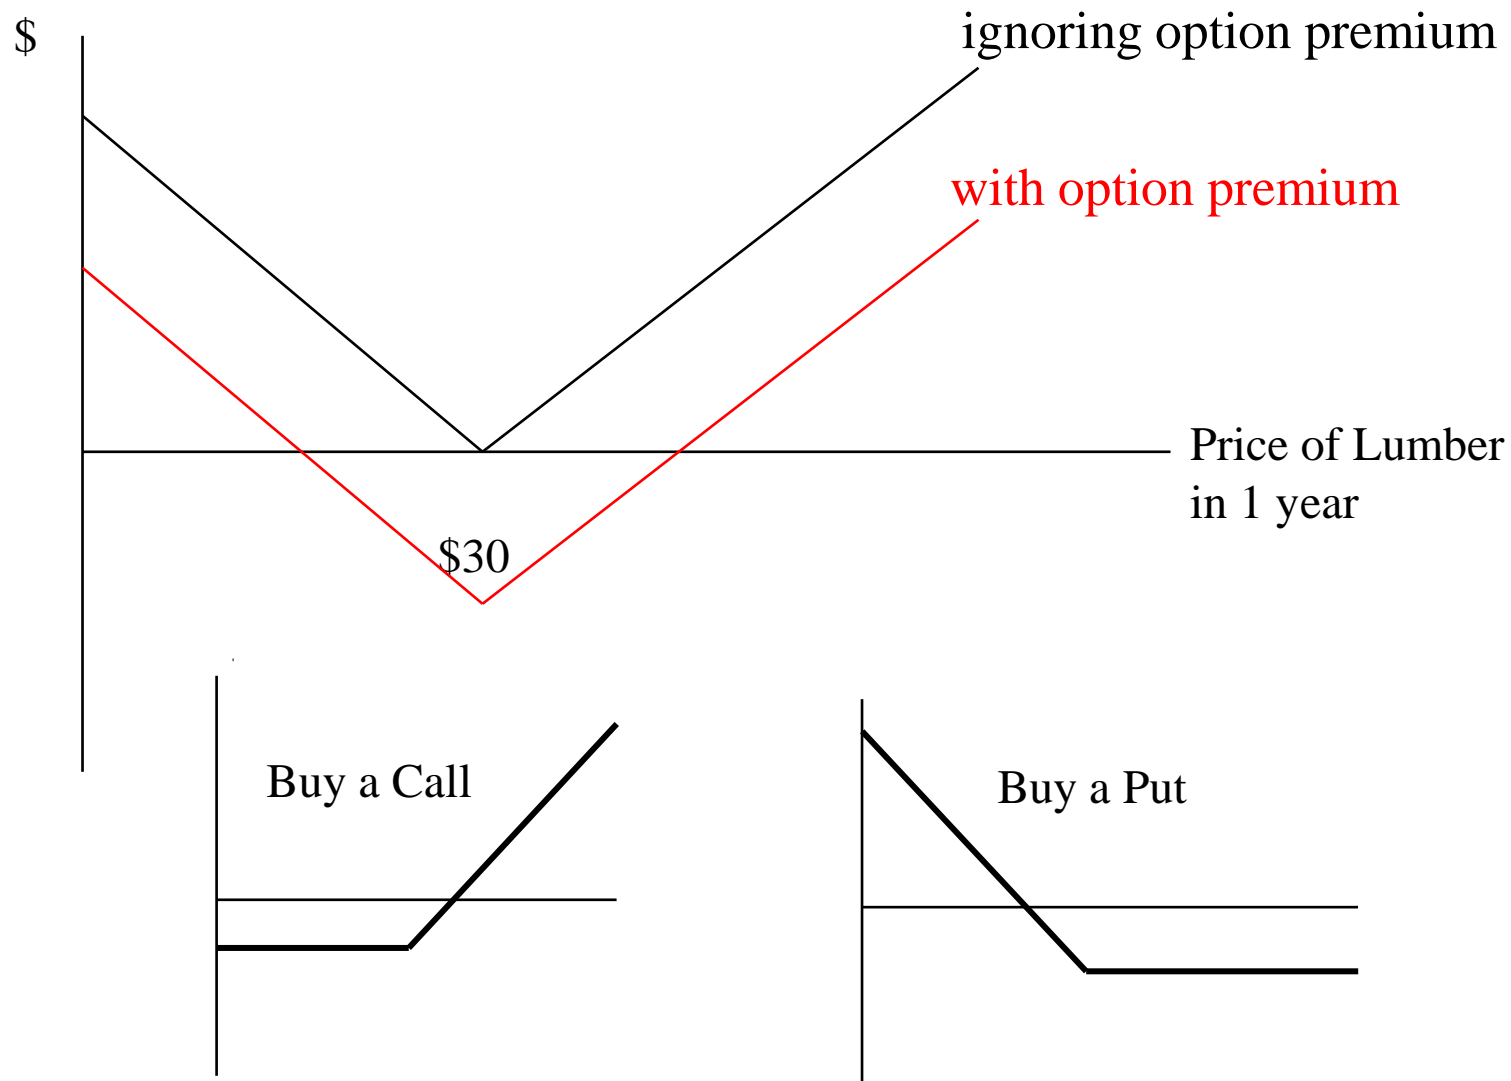 $
ignoring option premium
with option premium
Price of Lumber
in 1 year
$30
Buy a Call
Buy a Put